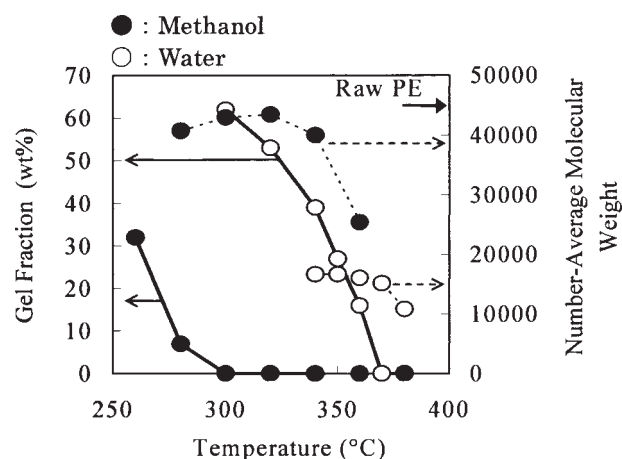 ● : Methanol
○ : Water
Raw PE
70
60
50
40
30
20
10
0
Gel Fraction (wt%)
50000
40000
30000
20000
10000
0
Number-Average Molecular
Weight
250
300
350
400
Temperature (°C)